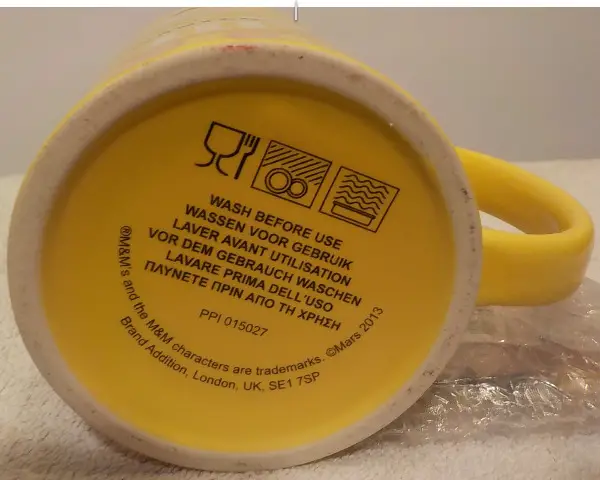 WASH BEFORE USE
WASSEN VOOR GEBRUIK
LAVER AVANT UTILISATION
VOR DEM GEBRAUCH WASCHEN
LAVARE PRIMA DELL'USO
ΠΛΥΝΕΤΕ ΠΡΙΝ ΑΠΟ ΤΗ ΧΡΗΣΗ
PPI 015027
®M&M's and the M&M characters are trademarks. ©Mars 2013
Brand Addition, London, UK, SE1 7SP